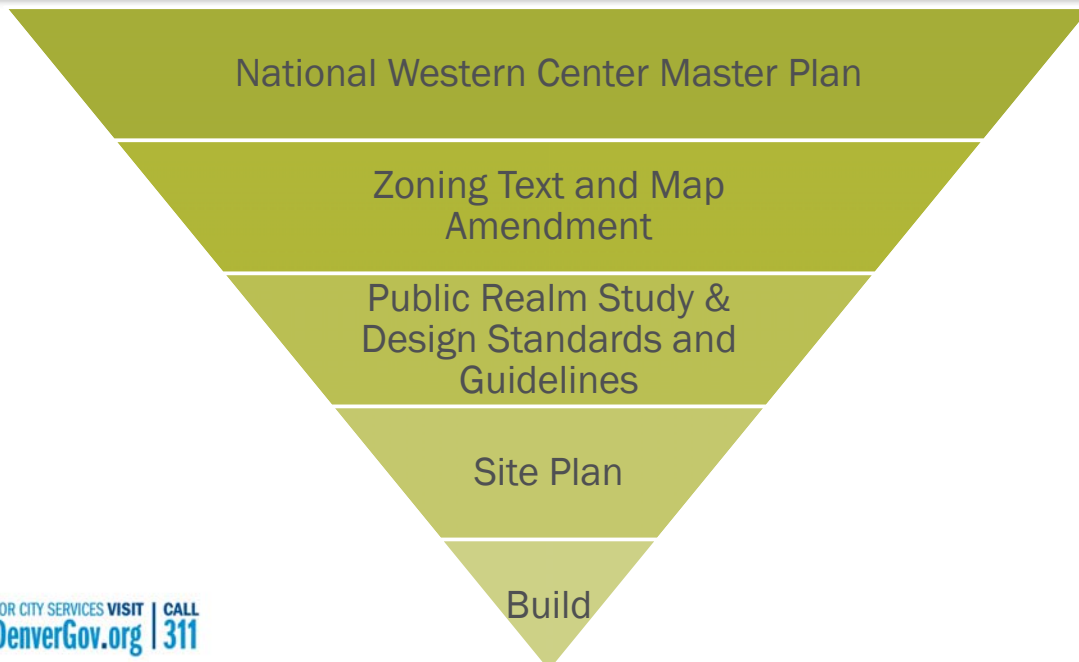 National Western Center Master Plan
Zoning Text and Map
Amendment
Public Realm Study &
Design Standards and
Guidelines
Site Plan
Build
OR CITY SERVICES VISIT | CALL
DenverGov.org | 311